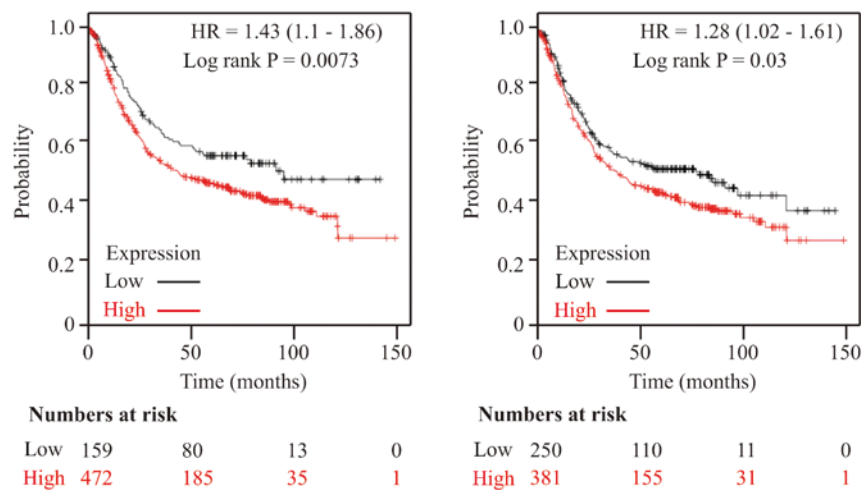 HR = 1.43 (1.1 - 1.86)
Log rank P = 0.0073
Probability
1.0
0.8
0.6
0.4
0.2
0
Expression
Low
High
0 50 100 150
Time (months)
Numbers at risk
Low 159 80 13 0
High 472 185 35 1
HR = 1.28 (1.02 - 1.61)
Log rank P = 0.03
Probability
1.0
0.8
0.6
0.4
0.2
0
Expression
Low
High
0 50 100 150
Time (months)
Numbers at risk
Low 250 110 11 0
High 381 155 31 1